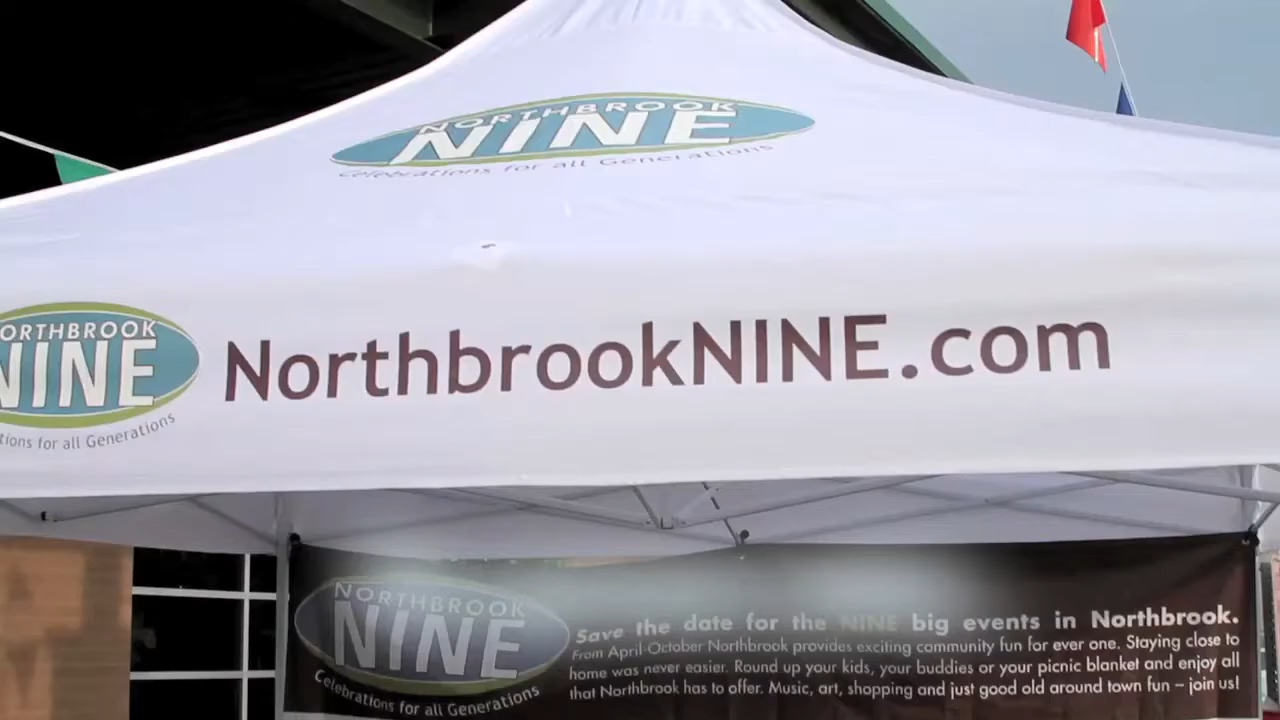 NORTHBROOK
NINE
Celebrations for all Generations
ORTHBROOK
NINE
tions for all Generations
NorthbrookNINE.com
NORTHBROOK
NINE
Celebrations for all Generations
Save the date for the NINE big events in Northbrook.
From April-October Northbrook provides exciting community fun for ever one. Staying close to
home was never easier. Round up your kids, your buddies or your picnic blanket and enjoy all
that Northbrook has to offer. Music, art, shopping and just good old around town fun – join us!